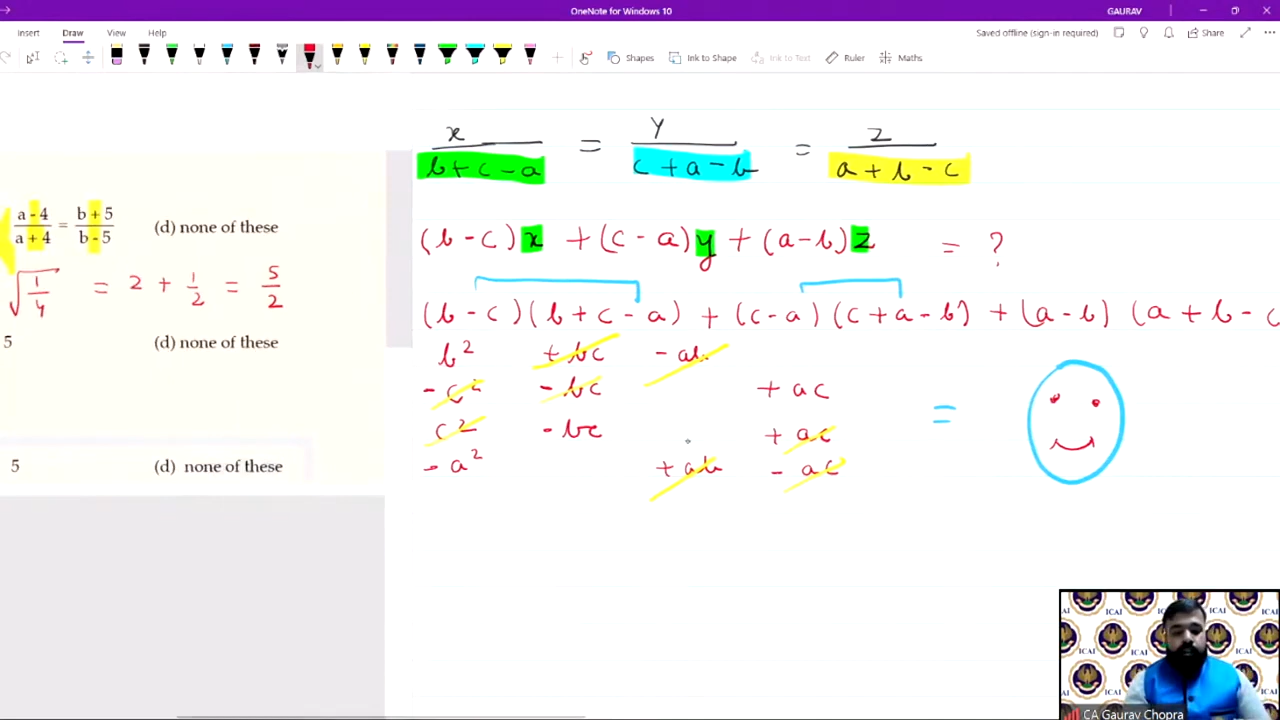 OneNote for Windows 10
GAURAV
Insert Draw View Help
Saved offline (sign-in required) Share
Shapes Ink to Shape Ink to Text Ruler Maths
x/(b+c-a) = y/(c+a-b) = z/(a+b-c)
(a-4)/(a+4) = (b+5)/(b-5) (d) none of these
(b-c)x + (c-a)y + (a-b)z = ?
√(1/4) = 2 + 1/2 = 5/2
(b-c)(b+c-a) + (c-a)(c+a-b) + (a-b)(a+b-c
5 (d) none of these
b² +bc -ab
-c² -bc +ac
c² -bc +ac
-a² +ab -ac
=
5 (d) none of these
ICAI
ICAI
ICAI
CA Gaurav Chopra